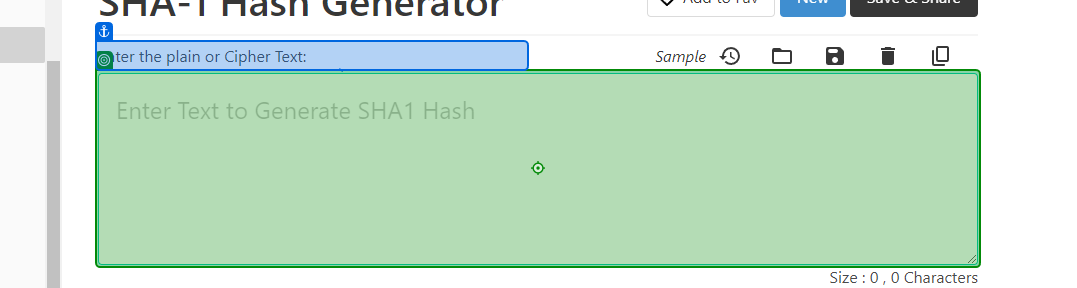 SHA-1 Hash Generator
Add to Fav
New
Save & Share
ter the plain or Cipher Text:
Sample
Enter Text to Generate SHA1 Hash
Size : 0 , 0 Characters